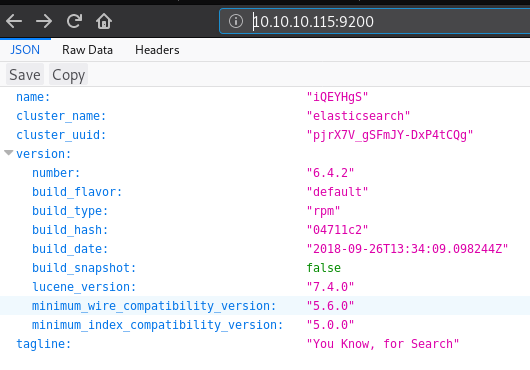 10.10.10.115:9200
JSON Raw Data Headers
Save Copy
name: "iQEYHgS"
cluster_name: "elasticsearch"
cluster_uuid: "pjrX7V_gSFmJY-DxP4tCQg"
version:
number: "6.4.2"
build_flavor: "default"
build_type: "rpm"
build_hash: "04711c2"
build_date: "2018-09-26T13:34:09.098244Z"
build_snapshot: false
lucene_version: "7.4.0"
minimum_wire_compatibility_version: "5.6.0"
minimum_index_compatibility_version: "5.0.0"
tagline: "You Know, for Search"